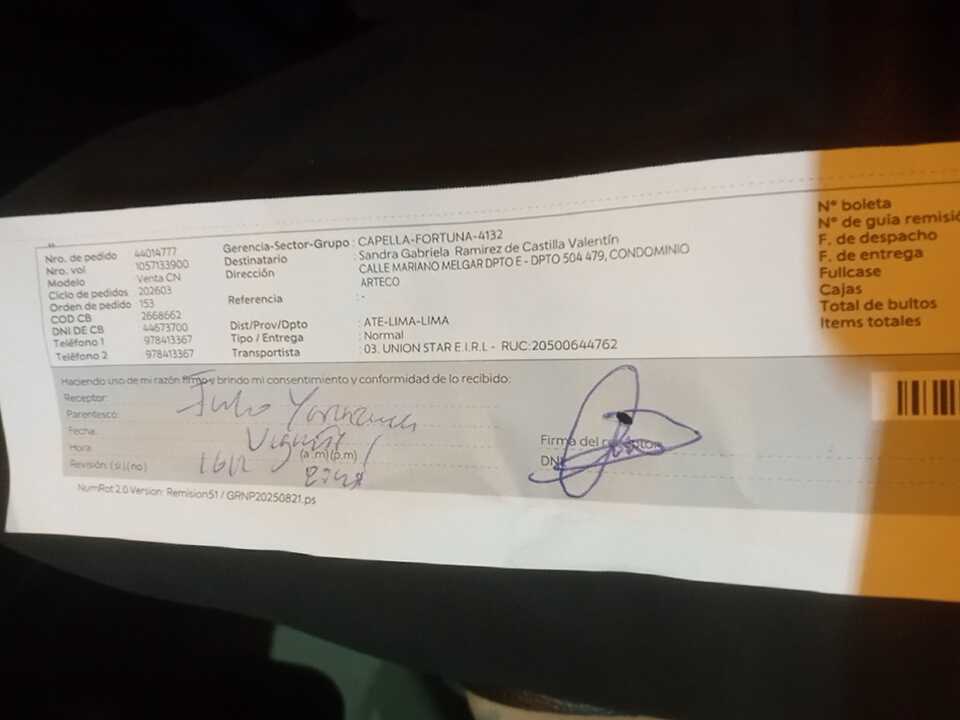 Nro. de pedido 44014777
Nro. vol 1057133900
Modelo Venta CN
Ciclo de pedidos 202603
Orden de pedido 153
COD CB 2668662
DNI DE CB 44673700
Teléfono 1 978413367
Teléfono 2 978413367
Gerencia-Sector-Grupo : CAPELLA-FORTUNA-4132
Destinatario : Sandra Gabriela Ramirez de Castilla Valentín
Dirección CALLE MARIANO MELGAR DPTO E - DPTO 504 479, CONDOMINIO
ARTECO
Referencia : -
Dist/Prov/Dpto : ATE-LIMA-LIMA
Tipo / Entrega : Normal
Transportista : 03. UNION STAR E.I.R.L - RUC:20500644762
N° boleta
N° de guia remisió
F. de despacho
F. de entrega
Fullcase
Cajas
Total de bultos
Items totales
Haciendo uso de mi razón firmo y brindo mi consentimiento y conformidad de lo recibido:
Receptor:
Parentesco:
Fecha:
Hora: (a.m)(p.m)
Revisión: (si)(no)
Firma del
DNI
NumRot 2.0 Version: Remision51 / GRNP20250821.ps